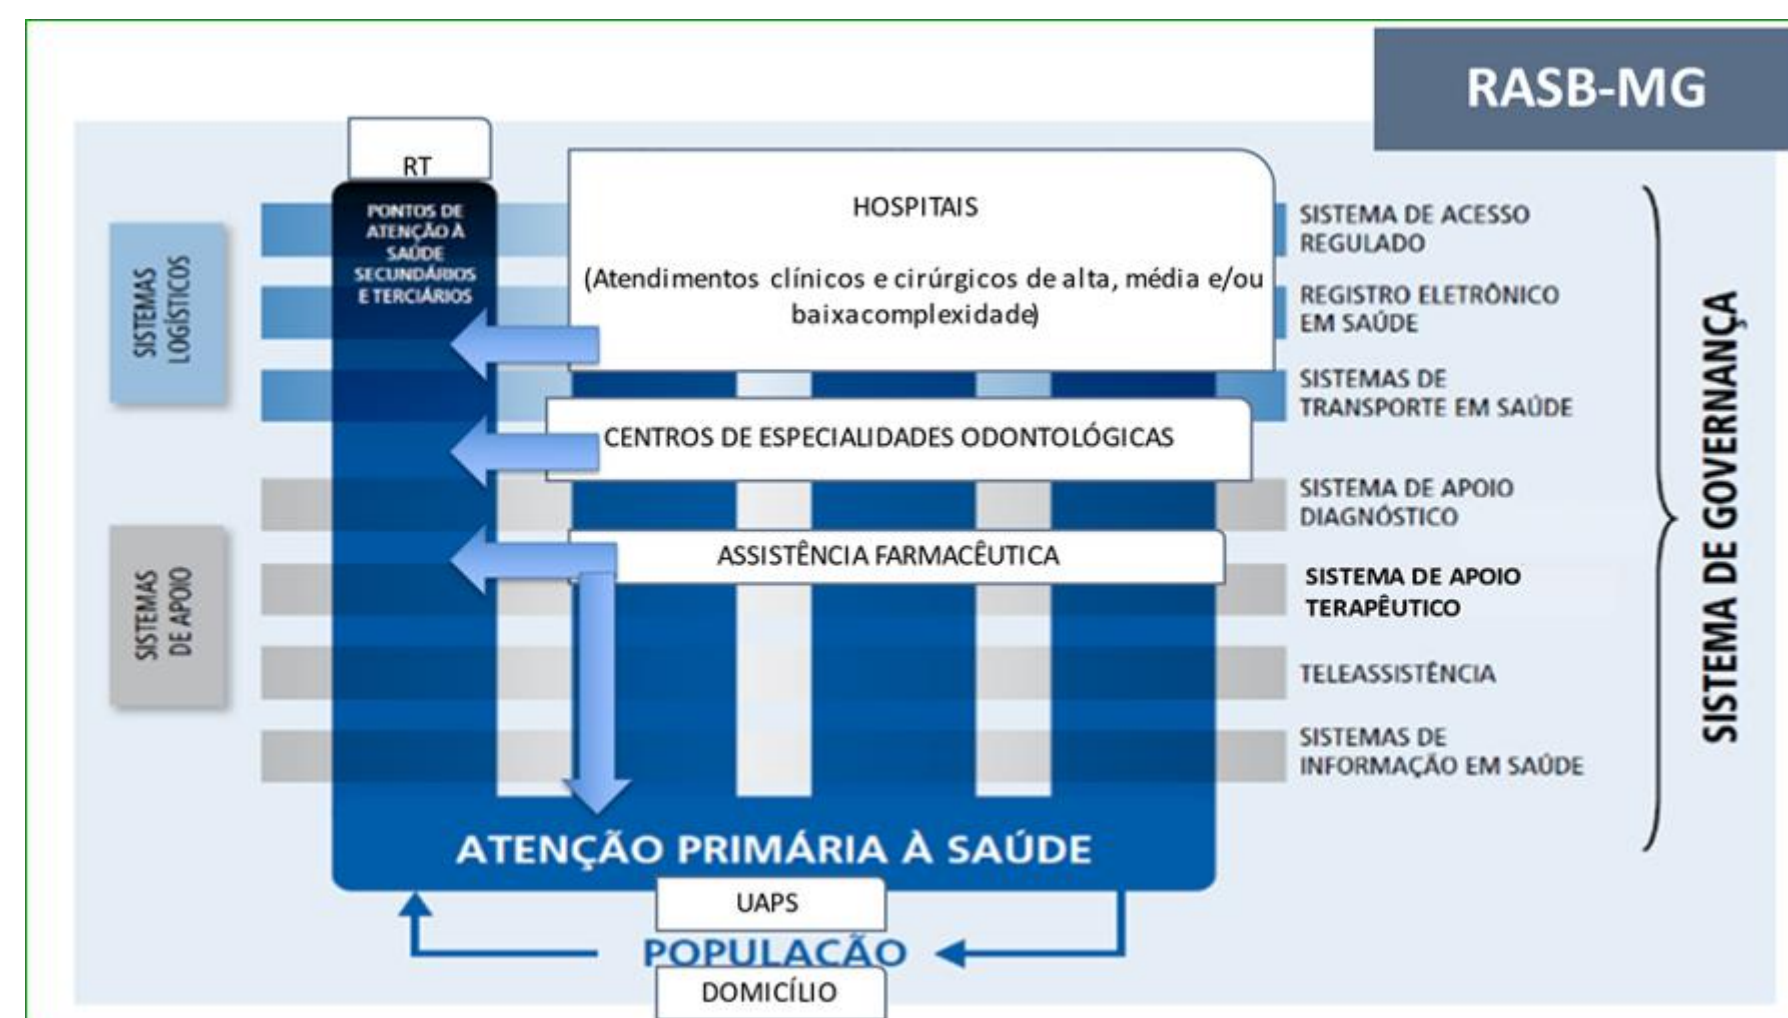 RASB-MG
RT
PONTOS DE
ATENÇÃO À
SAÚDE
SECUNDÁRIOS
E TERCIÁRIOS
SISTEMAS
LOGÍSTICOS
HOSPITAIS
(Atendimentos clínicos e cirúrgicos de alta, média e/ou
baixacomplexidade)
SISTEMA DE ACESSO
REGULADO
REGISTRO ELETRÔNICO
EM SAÚDE
SISTEMAS DE
TRANSPORTE EM SAÚDE
CENTROS DE ESPECIALIDADES ODONTOLÓGICAS
SISTEMAS
DE APOIO
ASSISTÊNCIA FARMACÊUTICA
SISTEMA DE APOIO
DIAGNÓSTICO
SISTEMA DE APOIO
TERAPÊUTICO
TELEASSISTÊNCIA
SISTEMAS DE
INFORMAÇÃO EM SAÚDE
SISTEMA DE GOVERNANÇA
ATENÇÃO PRIMÁRIA À SAÚDE
UAPS
POPULAÇÃO
DOMICÍLIO